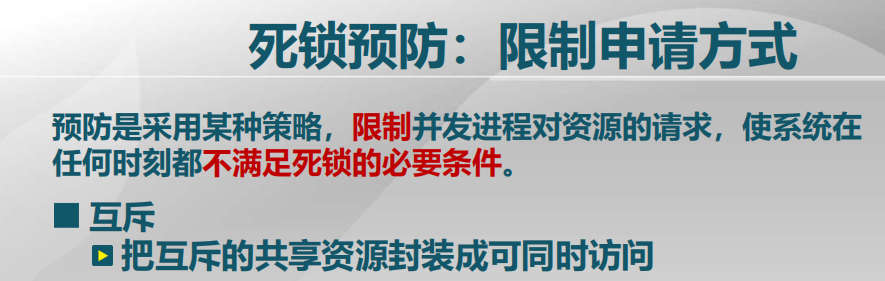 死锁预防：限制申请方式
预防是采用某种策略，限制并发进程对资源的请求，使系统在
任何时刻都不满足死锁的必要条件。
互斥
把互斥的共享资源封装成可同时访问